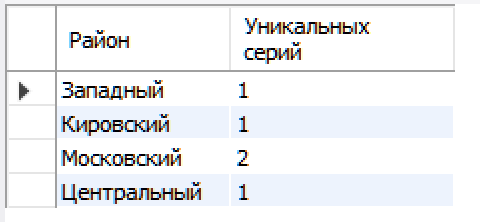 Район Уникальных серий
Западный 1
Кировский 1
Московский 2
Центральный 1